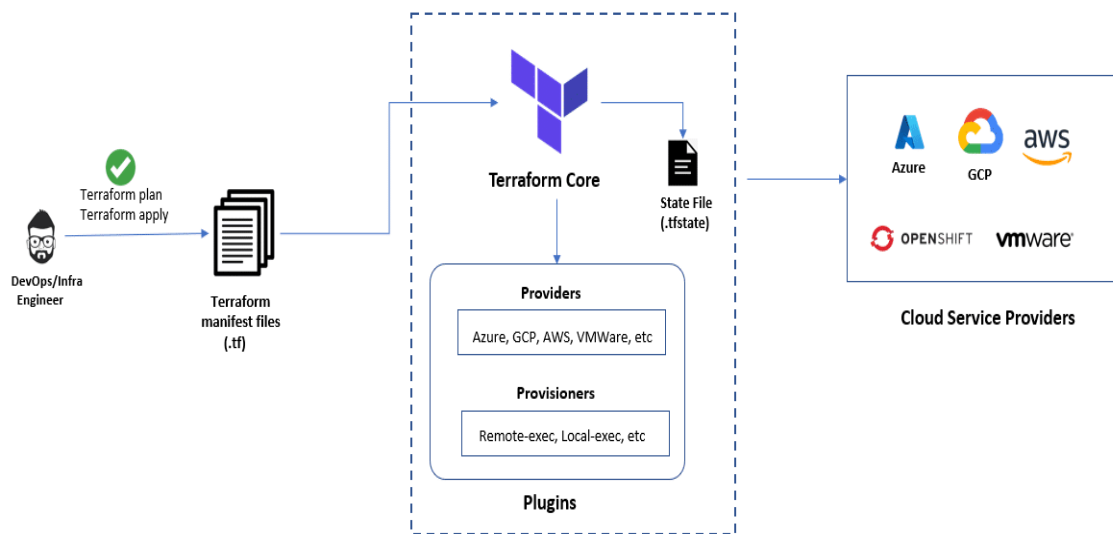 Terraform plan
Terraform apply
DevOps/Infra
Engineer
Terraform
manifest files
(.tf)
Terraform Core
State File
(.tfstate)
Providers
Azure, GCP, AWS, VMWare, etc
Provisioners
Remote-exec, Local-exec, etc
Plugins
Azure
GCP
aws
OPENSHIFT
vmware®
Cloud Service Providers